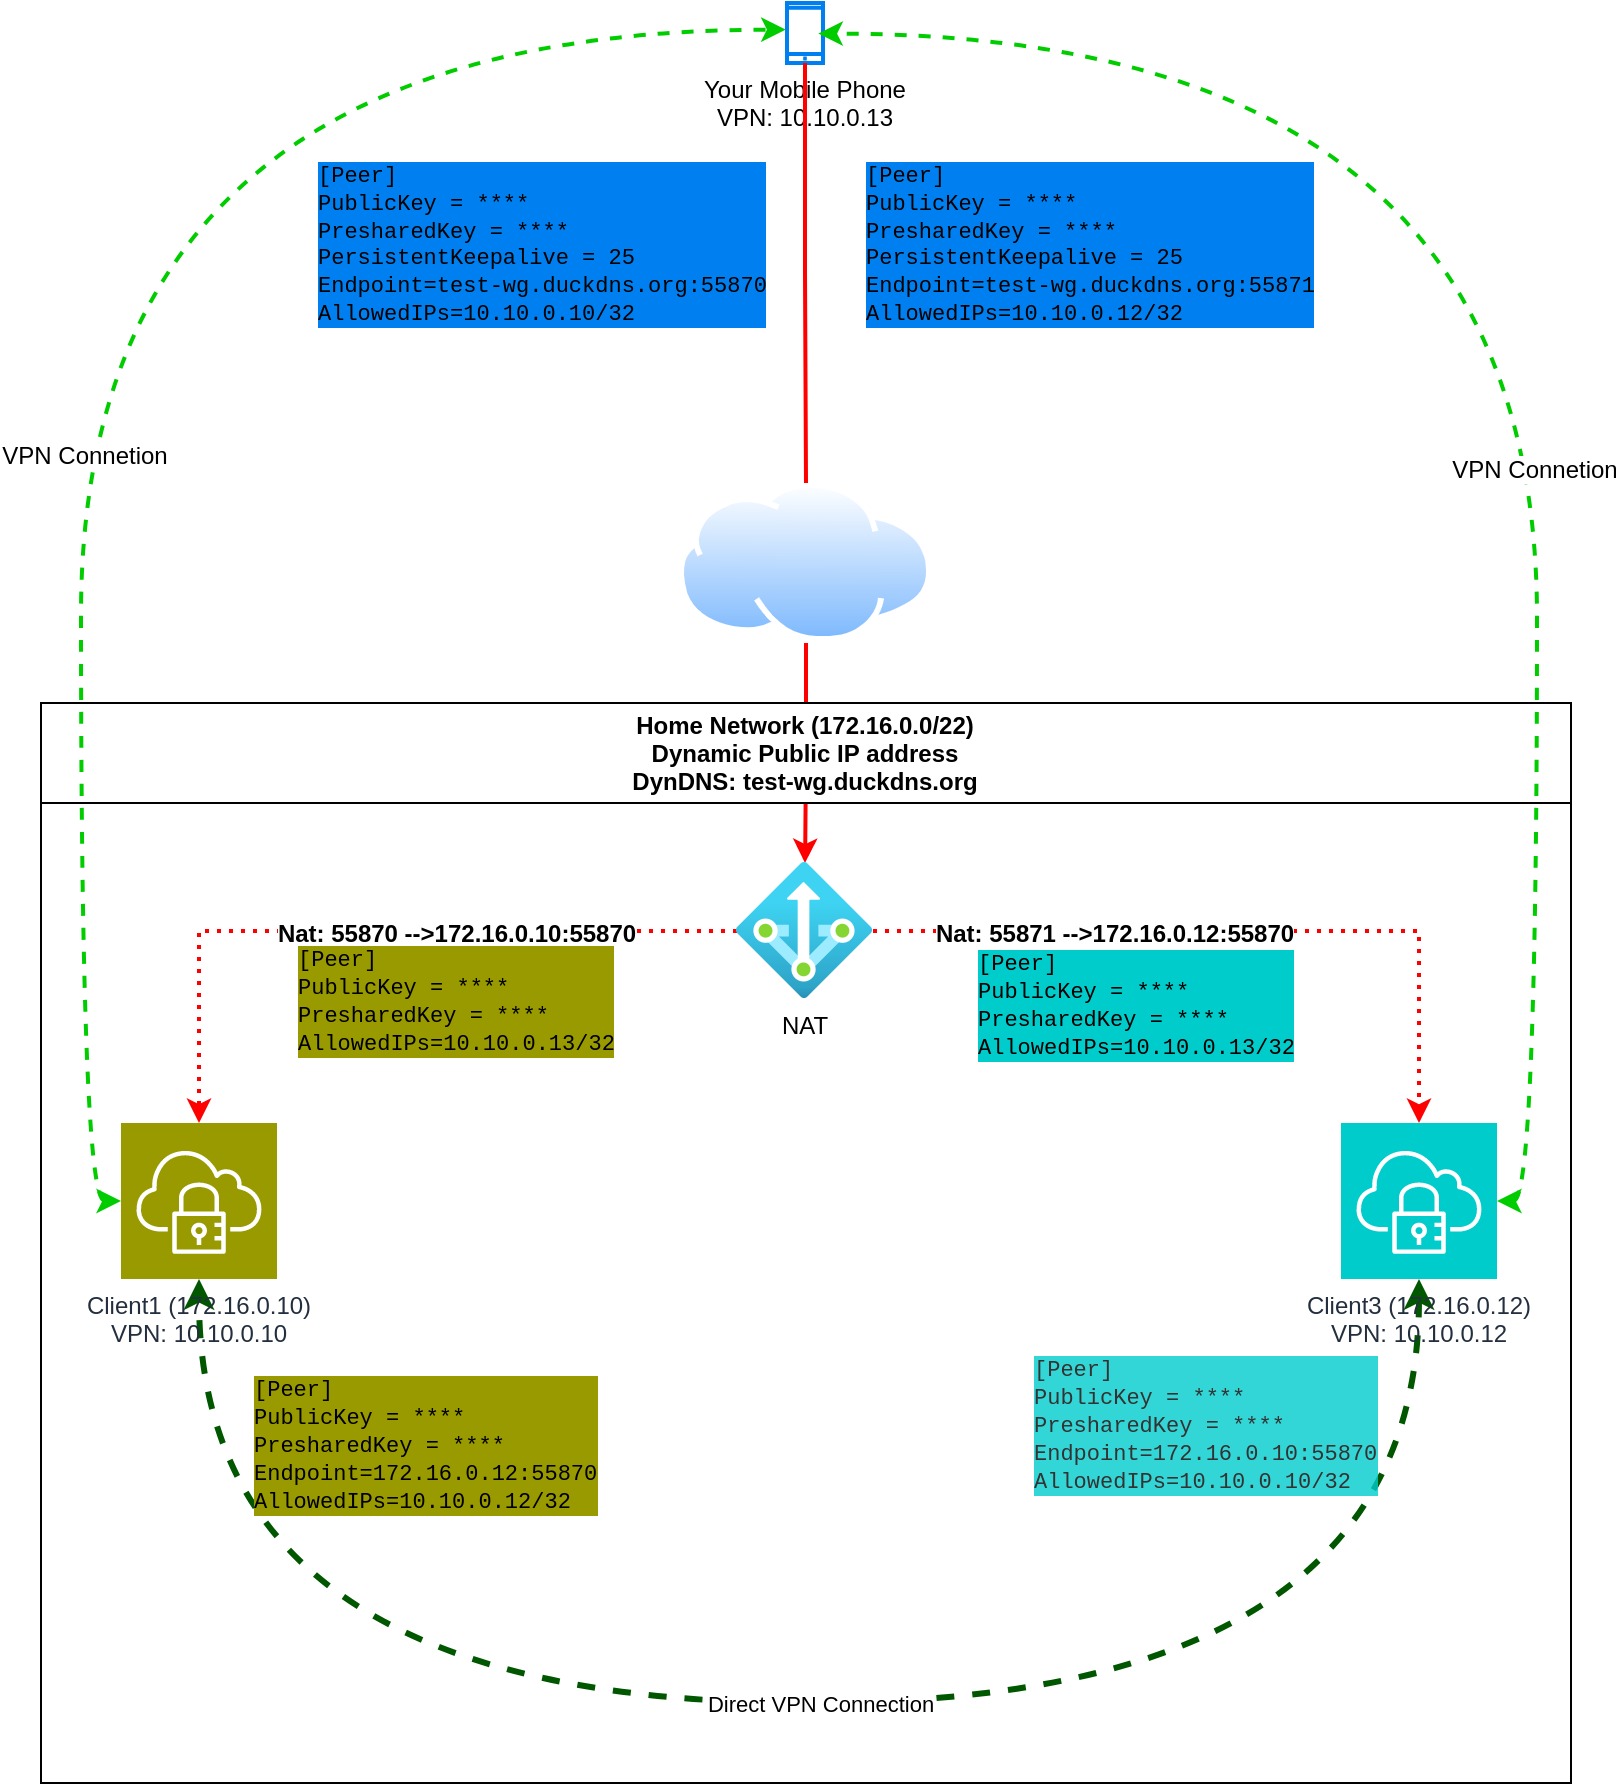 Your Mobile Phone
VPN: 10.10.0.13
[Peer]
PublicKey = ****
PresharedKey = ****
PersistentKeepalive = 25
Endpoint=test-wg.duckdns.org:55870
AllowedIPs=10.10.0.10/32
[Peer]
PublicKey = ****
PresharedKey = ****
PersistentKeepalive = 25
Endpoint=test-wg.duckdns.org:55871
AllowedIPs=10.10.0.12/32
VPN Connetion
VPN Connetion
Home Network (172.16.0.0/22)
Dynamic Public IP address
DynDNS: test-wg.duckdns.org
Nat: 55870 -->172.16.0.10:55870
Nat: 55871 -->172.16.0.12:55870
[Peer]
PublicKey = ****
PresharedKey = ****
AllowedIPs=10.10.0.13/32
NAT
[Peer]
PublicKey = ****
PresharedKey = ****
AllowedIPs=10.10.0.13/32
Client1 (172.16.0.10)
VPN: 10.10.0.10
Client3 (172.16.0.12)
VPN: 10.10.0.12
[Peer]
PublicKey = ****
PresharedKey = ****
Endpoint=172.16.0.12:55870
AllowedIPs=10.10.0.12/32
[Peer]
PublicKey = ****
PresharedKey = ****
Endpoint=172.16.0.10:55870
AllowedIPs=10.10.0.10/32
Direct VPN Connection